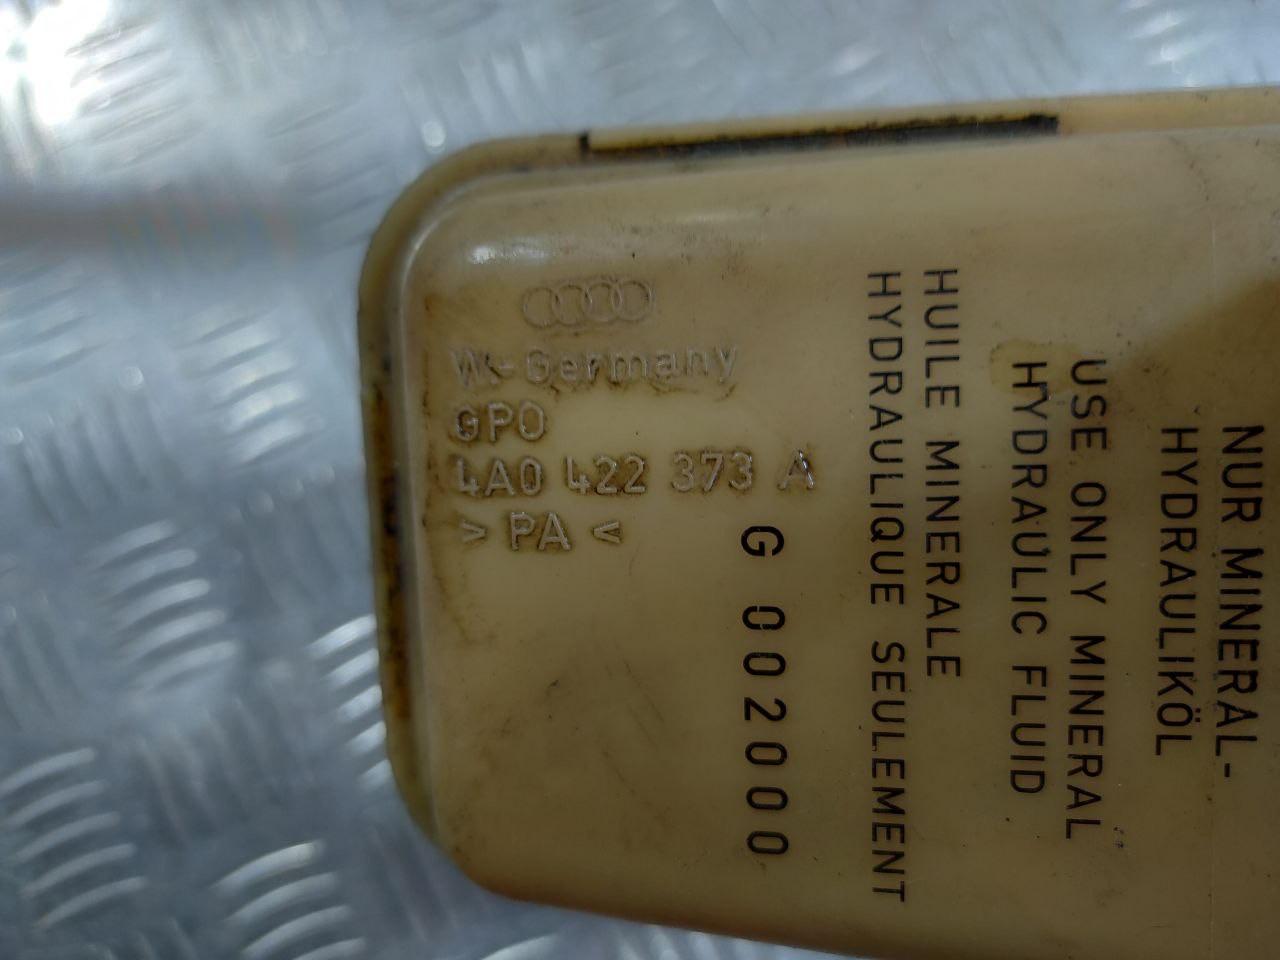 W.-Germany
GPO
4A0 422 373 A
> PA <
NUR MINERAL-
HYDRAULIKÖL
USE ONLY MINERAL
HYDRAULIC FLUID
HUILE MINERALE
HYDRAULIQUE SEULEMENT
G 002000